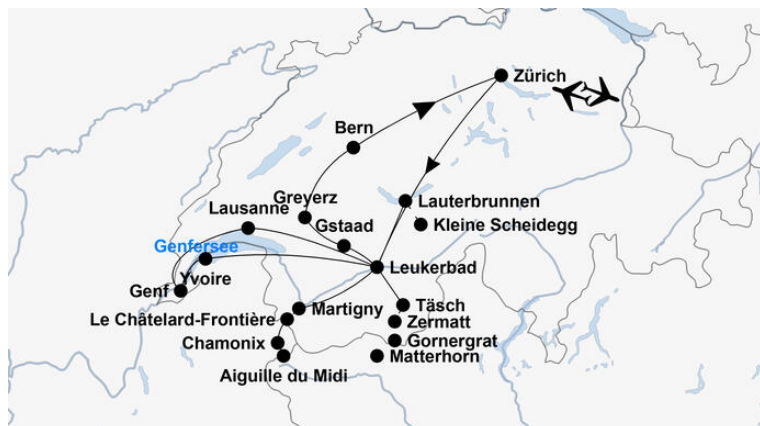 Zürich
Bern
Lauterbrunnen
Greyerz
Lausanne
Gstaad
Kleine Scheidegg
Genfersee
Leukerbad
Yvoire
Genf
Martigny
Täsch
Le Châtelard-Frontière
Zermatt
Chamonix
Gornergrat
Matterhorn
Aiguille du Midi